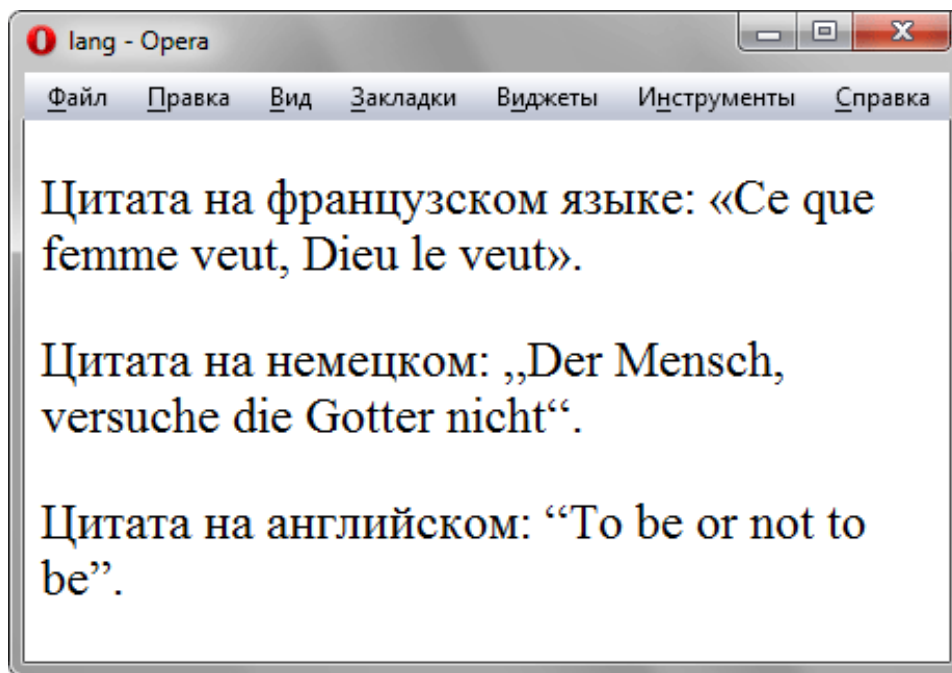 lang - Opera
Файл Правка Вид Закладки Виджеты Инструменты Справка
Цитата на французском языке: «Ce que
femme veut, Dieu le veut».
Цитата на немецком: ,,Der Mensch,
versuche die Gotter nicht“.
Цитата на английском: “To be or not to
be”.